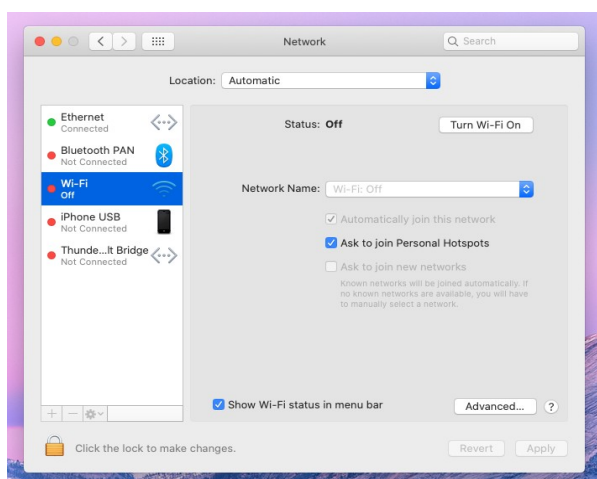 Network
Search
Location: Automatic
Ethernet
Connected
Bluetooth PAN
Not Connected
Wi-Fi
Off
iPhone USB
Not Connected
Thunde...lt Bridge
Not Connected
Status: Off
Turn Wi-Fi On
Network Name: Wi-Fi: Off
Automatically join this network
Ask to join Personal Hotspots
Ask to join new networks
Known networks will be joined automatically. If
no known networks are available, you will have
to manually select a network.
Show Wi-Fi status in menu bar
Advanced...
?
Click the lock to make changes.
Revert
Apply